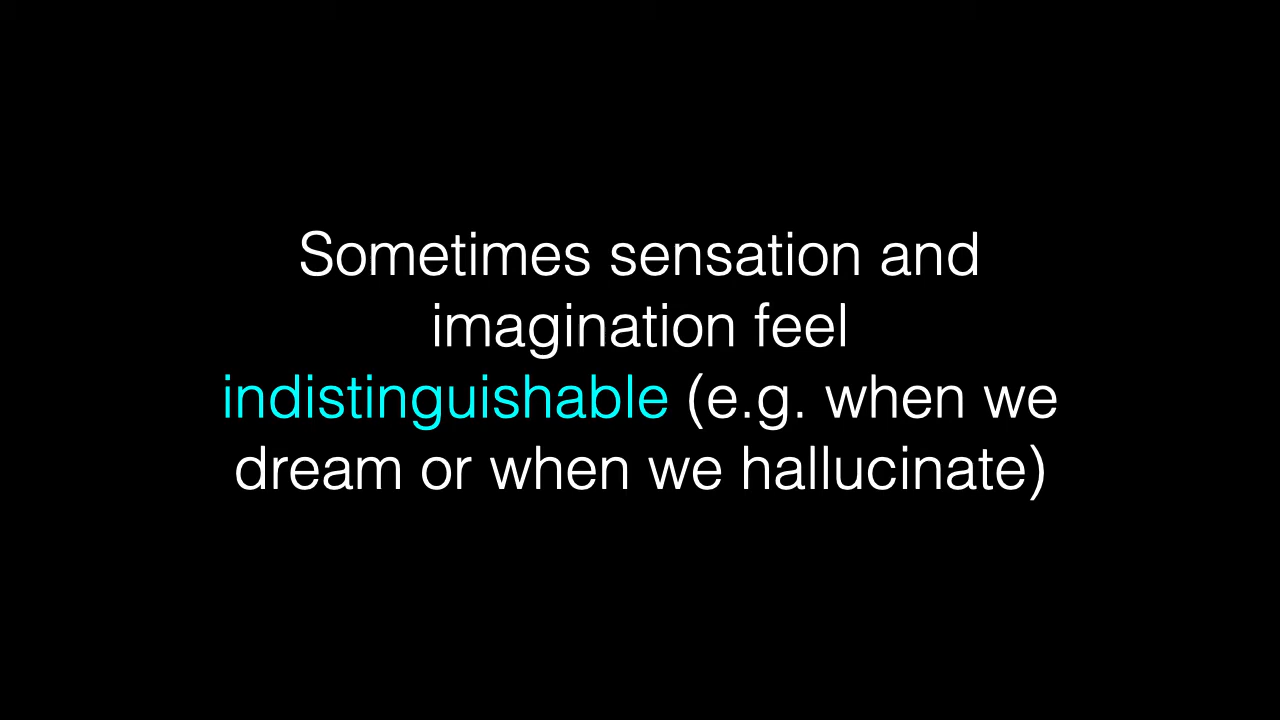 Sometimes sensation and
imagination feel
indistinguishable (e.g. when we
dream or when we hallucinate)